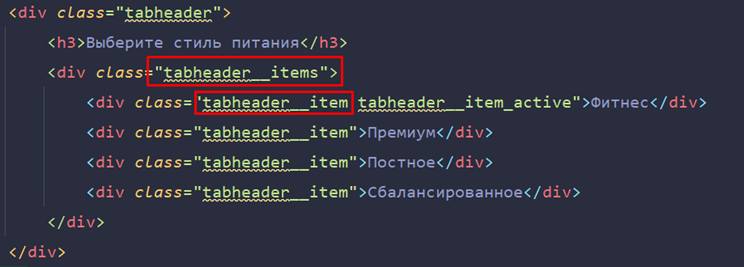 <div class="tabheader">
<h3>Выберите стиль питания</h3>
<div class="tabheader__items">
<div class="tabheader__item tabheader__item_active">Фитнес</div>
<div class="tabheader__item">Премиум</div>
<div class="tabheader__item">Постное</div>
<div class="tabheader__item">Сбалансированное</div>
</div>
</div>